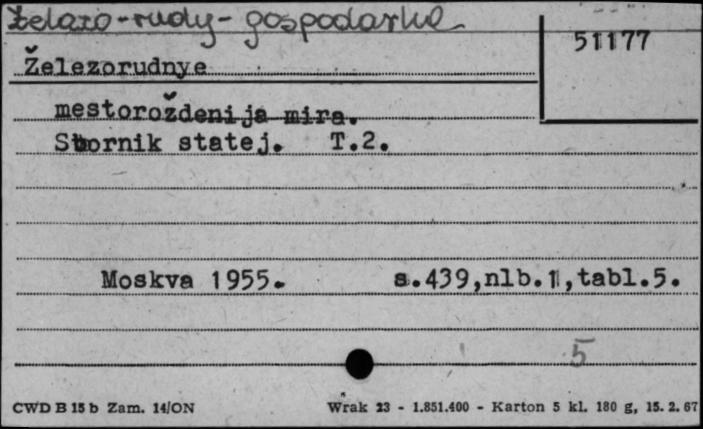 żelazo-rudy-gospodarka
51177
Železorudnye
mestoroždenija mira.
Sbornik statej. T.2.
Moskva 1955. s.439,nlb.1,tabl.5.
5
CWD B 15 b Zam. 14/ON Wrak 23 - 1.851.400 - Karton 5 kl. 180 g, 15. 2. 67